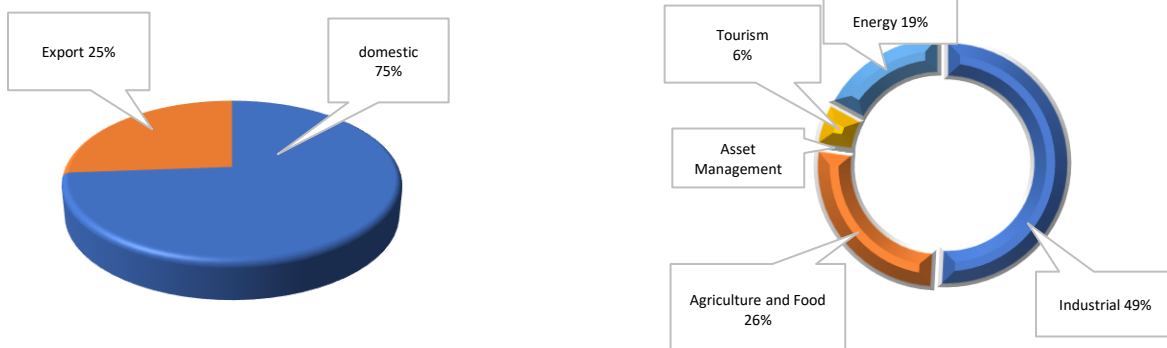 Export 25%
domestic
75%
Tourism
6%
Energy 19%
Asset
Management
Agriculture and Food
26%
Industrial 49%